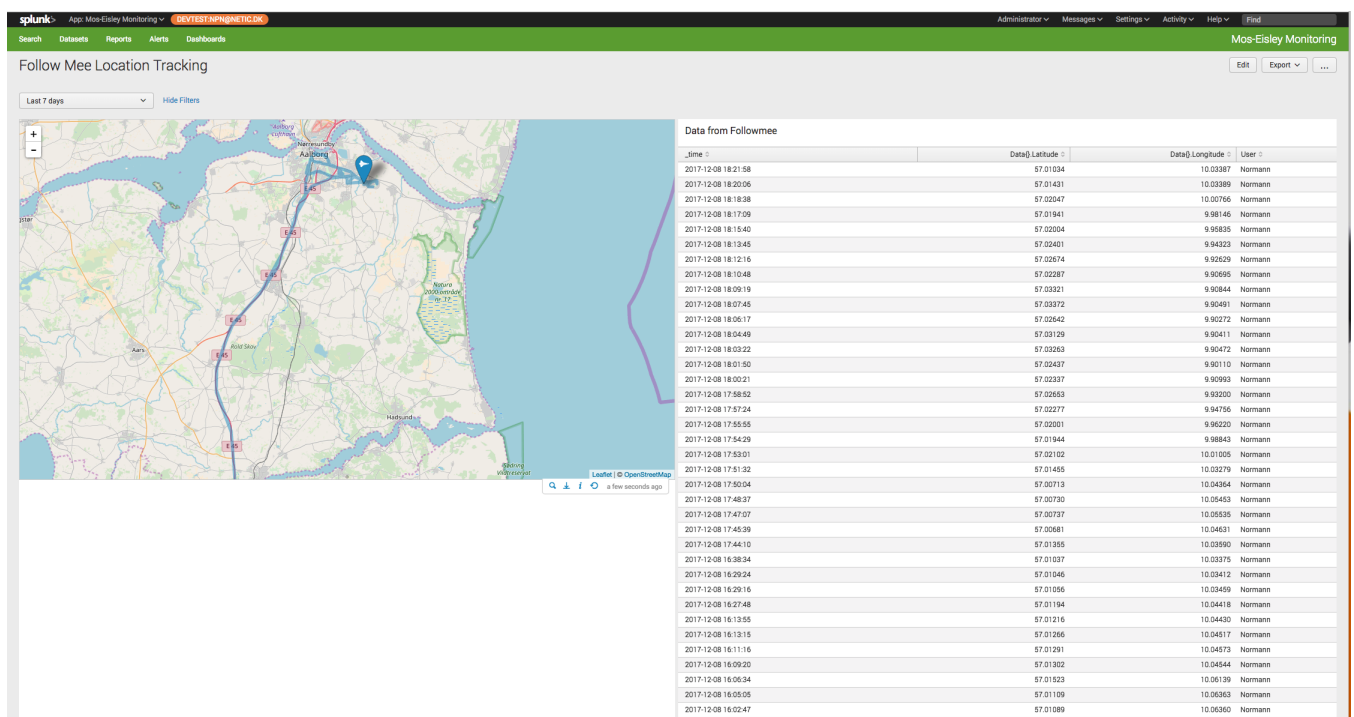 splunk> App: Mos-Eisley Monitoring DEVTEST:NPN@NETIC.DK Administrator Messages Settings Activity Help Find
Search Datasets Reports Alerts Dashboards Mos-Eisley Monitoring
Follow Mee Location Tracking Edit Export ...
Last 7 days Hide Filters
+
-
Aalborg
Lufthavn
Nørresundby
Aalborg
E 45
E 45
E 45
Natura
2000-område
nr. 17
E 45
Aars
Rold Skov
E 45
Hadsund
E 45
Leaflet | © OpenStreetMap
a few seconds ago
Data from Followmee
_time Data{}.Latitude Data{}.Longitude User
2017-12-08 18:21:58 57.01034 10.03387 Normann
2017-12-08 18:20:06 57.01431 10.03389 Normann
2017-12-08 18:18:38 57.02047 10.00766 Normann
2017-12-08 18:17:09 57.01941 9.98146 Normann
2017-12-08 18:15:40 57.02004 9.95835 Normann
2017-12-08 18:13:45 57.02401 9.94323 Normann
2017-12-08 18:12:16 57.02674 9.92629 Normann
2017-12-08 18:10:48 57.02287 9.90695 Normann
2017-12-08 18:09:19 57.03321 9.90844 Normann
2017-12-08 18:07:45 57.03372 9.90491 Normann
2017-12-08 18:06:17 57.02642 9.90272 Normann
2017-12-08 18:04:49 57.03129 9.90411 Normann
2017-12-08 18:03:22 57.03263 9.90472 Normann
2017-12-08 18:01:50 57.02437 9.90110 Normann
2017-12-08 18:00:21 57.02337 9.90993 Normann
2017-12-08 17:58:52 57.02653 9.93200 Normann
2017-12-08 17:57:24 57.02277 9.94756 Normann
2017-12-08 17:55:55 57.02001 9.96220 Normann
2017-12-08 17:54:29 57.01944 9.98843 Normann
2017-12-08 17:53:01 57.02102 10.01005 Normann
2017-12-08 17:51:32 57.01455 10.03279 Normann
2017-12-08 17:50:04 57.00713 10.04364 Normann
2017-12-08 17:48:37 57.00730 10.05453 Normann
2017-12-08 17:47:07 57.00737 10.05535 Normann
2017-12-08 17:45:39 57.00681 10.04631 Normann
2017-12-08 17:44:10 57.01355 10.03590 Normann
2017-12-08 16:38:34 57.01037 10.03375 Normann
2017-12-08 16:29:24 57.01046 10.03412 Normann
2017-12-08 16:29:16 57.01056 10.03459 Normann
2017-12-08 16:27:48 57.01194 10.04418 Normann
2017-12-08 16:13:55 57.01216 10.04430 Normann
2017-12-08 16:13:15 57.01266 10.04517 Normann
2017-12-08 16:11:16 57.01291 10.04573 Normann
2017-12-08 16:09:20 57.01302 10.04544 Normann
2017-12-08 16:06:34 57.01523 10.06139 Normann
2017-12-08 16:05:05 57.01109 10.06363 Normann
2017-12-08 16:02:47 57.01089 10.06360 Normann